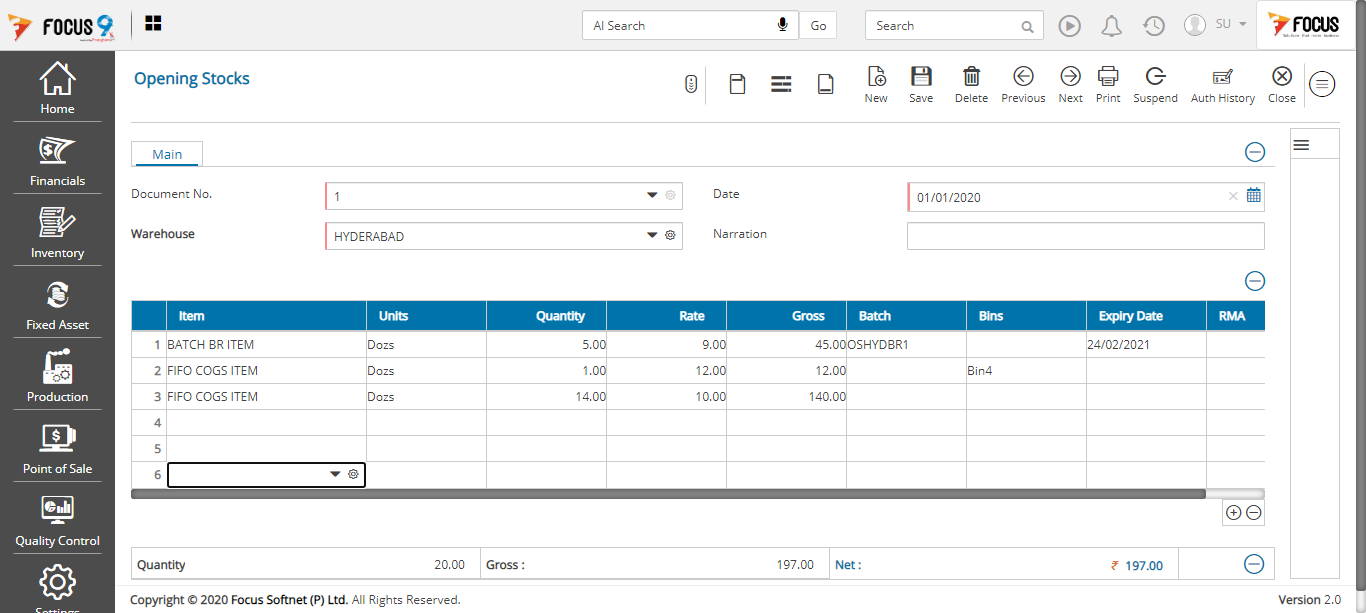 FOCUS 9
AI Search Go Search SU FOCUS
Home
Financials
Inventory
Fixed Asset
Production
Point of Sale
Quality Control
Settings
Opening Stocks
New Save Delete Previous Next Print Suspend Auth History Close
Main
Document No. 1 Date 01/01/2020
Warehouse HYDERABAD Narration
Item Units Quantity Rate Gross Batch Bins Expiry Date RMA
1 BATCH BR ITEM Dozs 5.00 9.00 45.00 OSHYDBR1 24/02/2021
2 FIFO COGS ITEM Dozs 1.00 12.00 12.00 Bin4
3 FIFO COGS ITEM Dozs 14.00 10.00 140.00
4
5
6
Quantity 20.00 Gross : 197.00 Net : ₹ 197.00
Copyright © 2020 Focus Softnet (P) Ltd. All Rights Reserved. Version 2.0